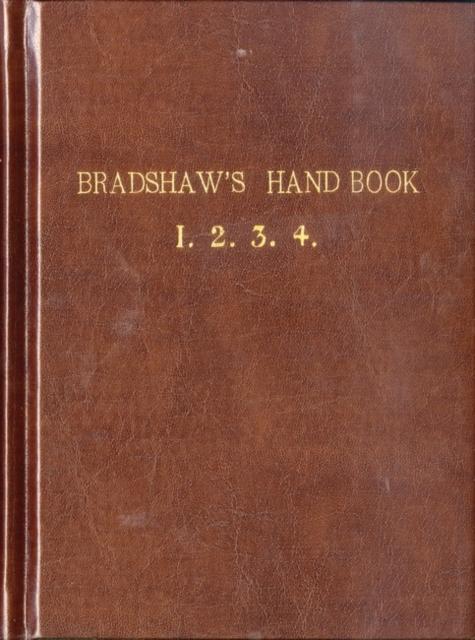 BRADSHAW'S HAND BOOK
1. 2. 3. 4.